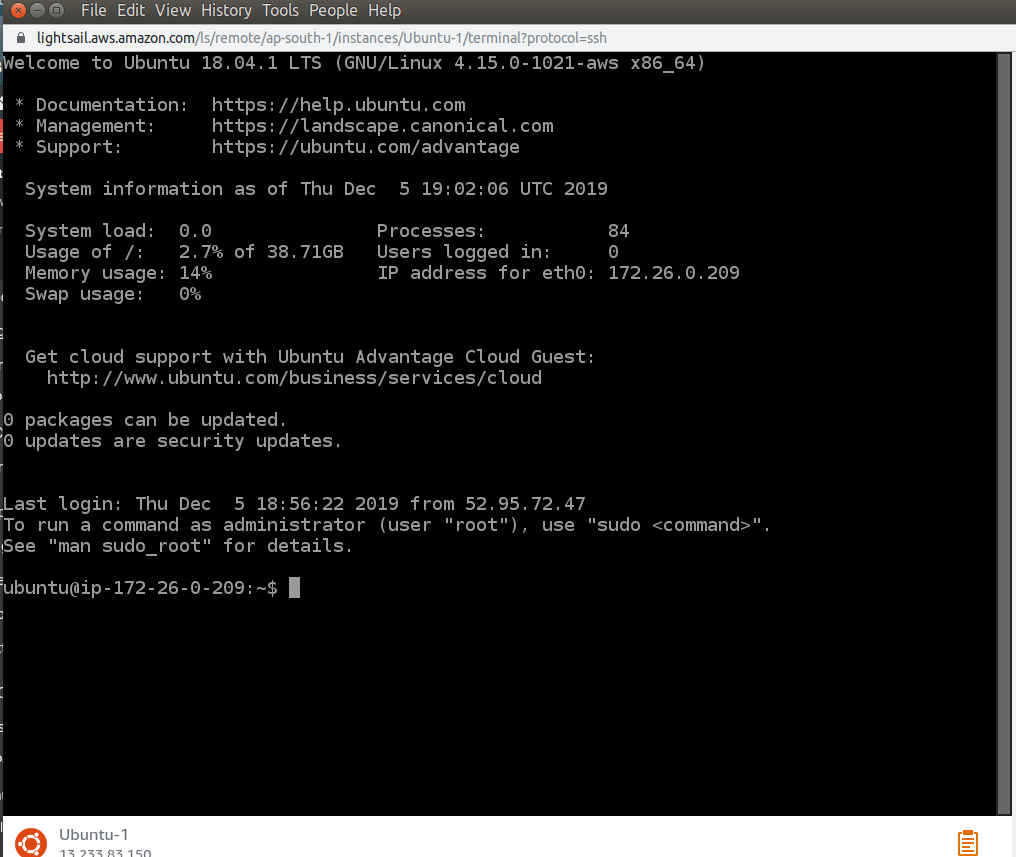 File Edit View History Tools People Help
lightsail.aws.amazon.com/ls/remote/ap-south-1/instances/Ubuntu-1/terminal?protocol=ssh
Welcome to Ubuntu 18.04.1 LTS (GNU/Linux 4.15.0-1021-aws x86_64)
* Documentation: https://help.ubuntu.com
* Management: https://landscape.canonical.com
* Support: https://ubuntu.com/advantage
System information as of Thu Dec  5 19:02:06 UTC 2019
System load: 0.0 Processes: 84
Usage of /: 2.7% of 38.71GB Users logged in: 0
Memory usage: 14% IP address for eth0: 172.26.0.209
Swap usage: 0%
Get cloud support with Ubuntu Advantage Cloud Guest:
http://www.ubuntu.com/business/services/cloud
0 packages can be updated.
0 updates are security updates.
Last login: Thu Dec  5 18:56:22 2019 from 52.95.72.47
To run a command as administrator (user "root"), use "sudo <command>".
See "man sudo_root" for details.
ubuntu@ip-172-26-0-209:~$
Ubuntu-1
13.233.83.150